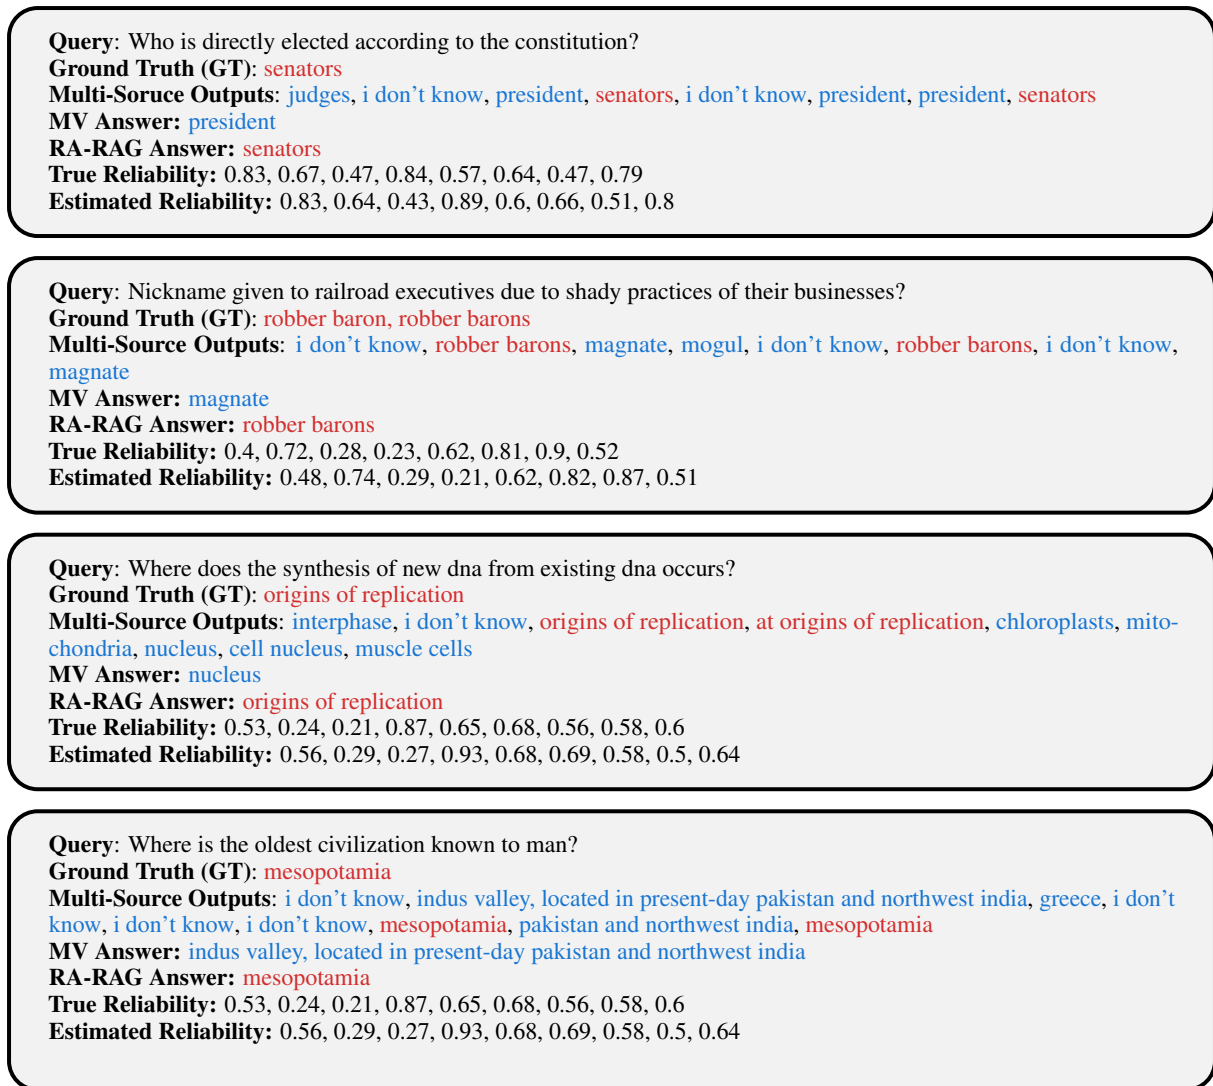 Query: Who is directly elected according to the constitution?
Ground Truth (GT): senators
Multi-Soruce Outputs: judges, i don't know, president, senators, i don't know, president, president, senators
MV Answer: president
RA-RAG Answer: senators
True Reliability: 0.83, 0.67, 0.47, 0.84, 0.57, 0.64, 0.47, 0.79
Estimated Reliability: 0.83, 0.64, 0.43, 0.89, 0.6, 0.66, 0.51, 0.8
Query: Nickname given to railroad executives due to shady practices of their businesses?
Ground Truth (GT): robber baron, robber barons
Multi-Source Outputs: i don't know, robber barons, magnate, mogul, i don't know, robber barons, i don't know,
magnate
MV Answer: magnate
RA-RAG Answer: robber barons
True Reliability: 0.4, 0.72, 0.28, 0.23, 0.62, 0.81, 0.9, 0.52
Estimated Reliability: 0.48, 0.74, 0.29, 0.21, 0.62, 0.82, 0.87, 0.51
Query: Where does the synthesis of new dna from existing dna occurs?
Ground Truth (GT): origins of replication
Multi-Source Outputs: interphase, i don't know, origins of replication, at origins of replication, chloroplasts, mito-
chondria, nucleus, cell nucleus, muscle cells
MV Answer: nucleus
RA-RAG Answer: origins of replication
True Reliability: 0.53, 0.24, 0.21, 0.87, 0.65, 0.68, 0.56, 0.58, 0.6
Estimated Reliability: 0.56, 0.29, 0.27, 0.93, 0.68, 0.69, 0.58, 0.5, 0.64
Query: Where is the oldest civilization known to man?
Ground Truth (GT): mesopotamia
Multi-Source Outputs: i don't know, indus valley, located in present-day pakistan and northwest india, greece, i don't
know, i don't know, i don't know, mesopotamia, pakistan and northwest india, mesopotamia
MV Answer: indus valley, located in present-day pakistan and northwest india
RA-RAG Answer: mesopotamia
True Reliability: 0.53, 0.24, 0.21, 0.87, 0.65, 0.68, 0.56, 0.58, 0.6
Estimated Reliability: 0.56, 0.29, 0.27, 0.93, 0.68, 0.69, 0.58, 0.5, 0.64